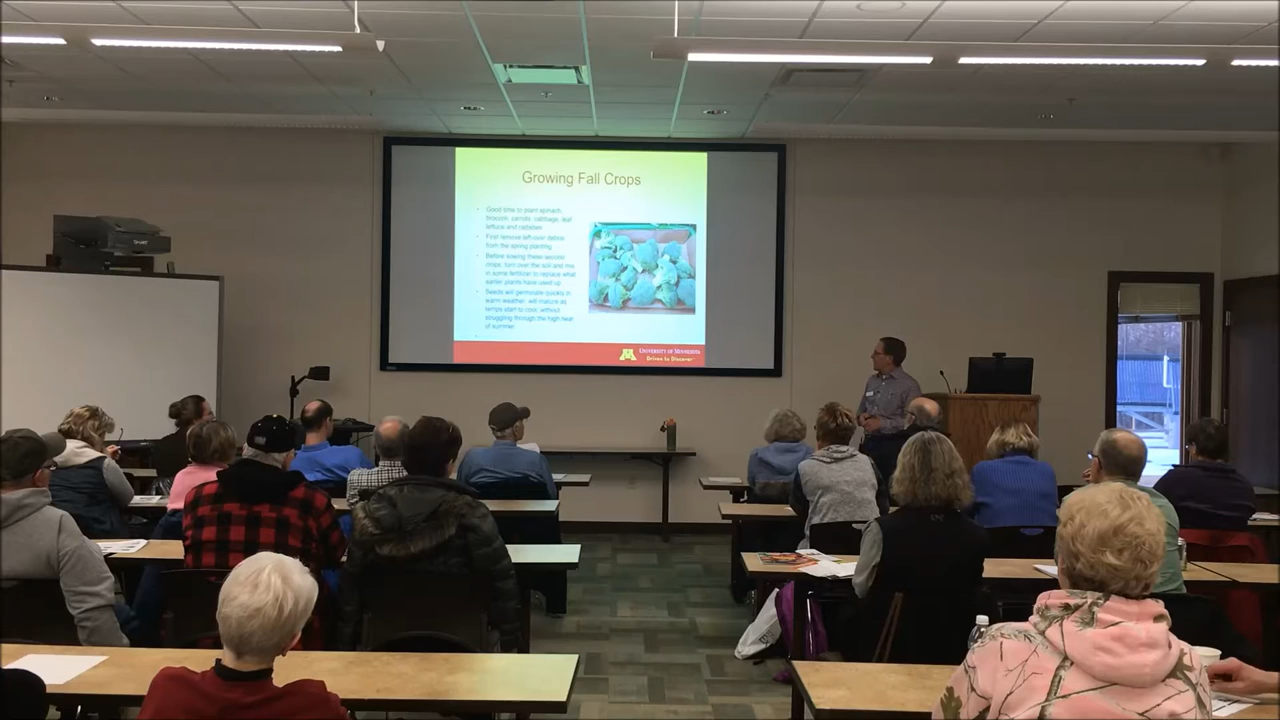 Growing Fall Crops
Good time to plant spinach,
broccoli, carrots, cabbage, leaf
lettuce and radishes
First remove left-over debris
from the spring planting
Before sowing these second
crops, turn over the soil and mix
in some fertilizer to replace what
earlier plants have used up
Seeds will germinate quickly in
warm weather, will mature as
temps start to cool, without
struggling through the high heat
of summer
University of Minnesota
Driven to Discover